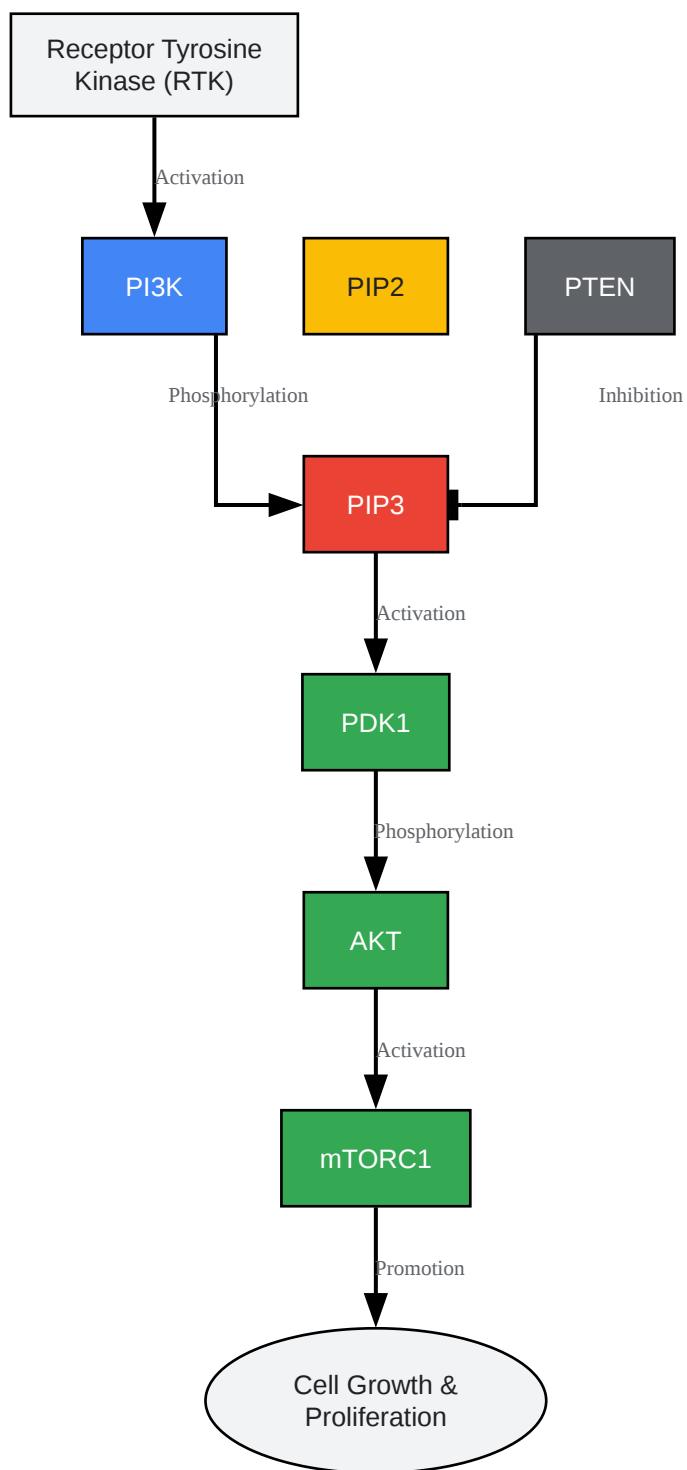 Receptor Tyrosine
Kinase (RTK)
Activation
PI3K
PIP2
PTEN
Phosphorylation
Inhibition
PIP3
Activation
PDK1
Phosphorylation
AKT
Activation
mTORC1
Promotion
Cell Growth &
Proliferation